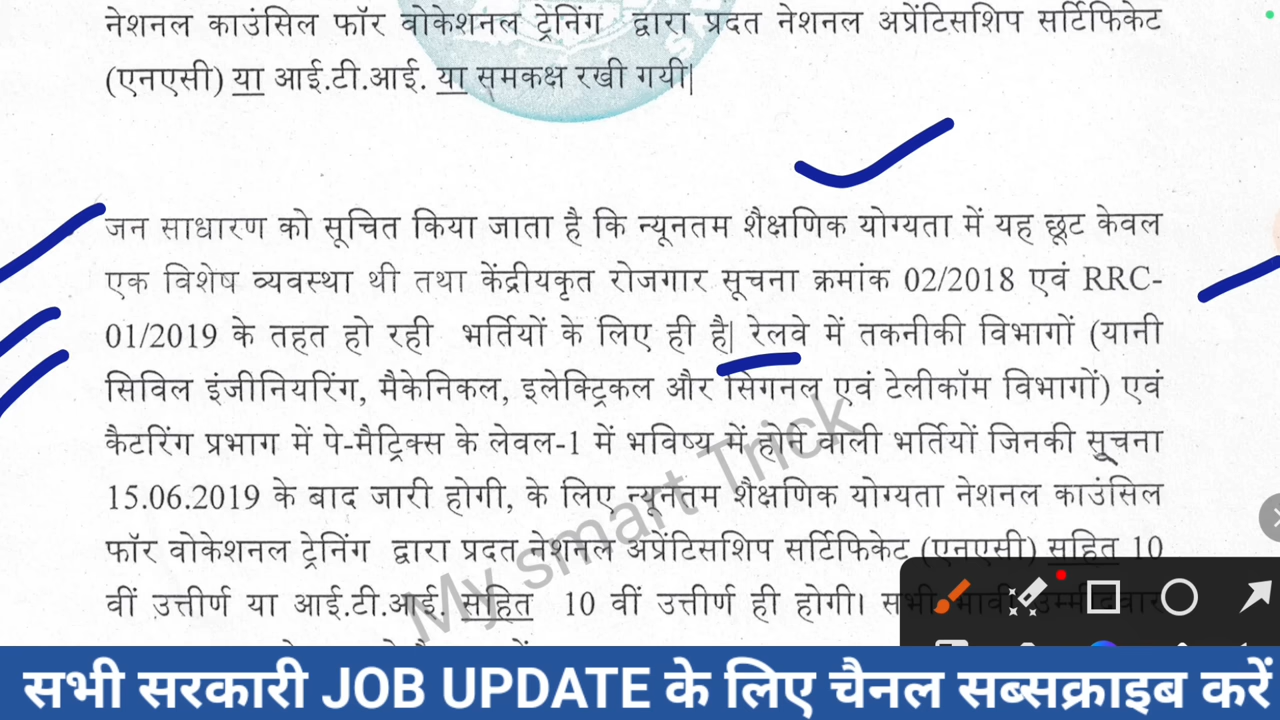 नेशनल काउंसिल फॉर वोकेशनल ट्रेनिंग द्वारा प्रदत नेशनल अप्रेंटिसशिप सर्टिफिकेट
(एनएसी) या आई.टी.आई. या समकक्ष रखी गयी|
जन साधारण को सूचित किया जाता है कि न्यूनतम शैक्षणिक योग्यता में यह छूट केवल
एक विशेष व्यवस्था थी तथा केंद्रीयकृत रोजगार सूचना क्रमांक 02/2018 एवं RRC-
01/2019 के तहत हो रही भर्तियों के लिए ही है| रेलवे में तकनीकी विभागों (यानी
सिविल इंजीनियरिंग, मैकेनिकल, इलेक्ट्रिकल और सिगनल एवं टेलीकॉम विभागों) एवं
कैटरिंग प्रभाग में पे-मैट्रिक्स के लेवल-1 में भविष्य में होने वाली भर्तियों जिनकी सूचना
15.06.2019 के बाद जारी होगी, के लिए न्यूनतम शैक्षणिक योग्यता नेशनल काउंसिल
फॉर वोकेशनल ट्रेनिंग द्वारा प्रदत नेशनल अप्रेंटिसशिप सर्टिफिकेट (एनएसी) सहित 10
वीं उत्तीर्ण या आई.टी.आई. सहित 10 वीं उत्तीर्ण ही होगी। सभी भावी उम्मीदवार
My smart Trick
सभी सरकारी JOB UPDATE के लिए चैनल सब्सक्राइब करें